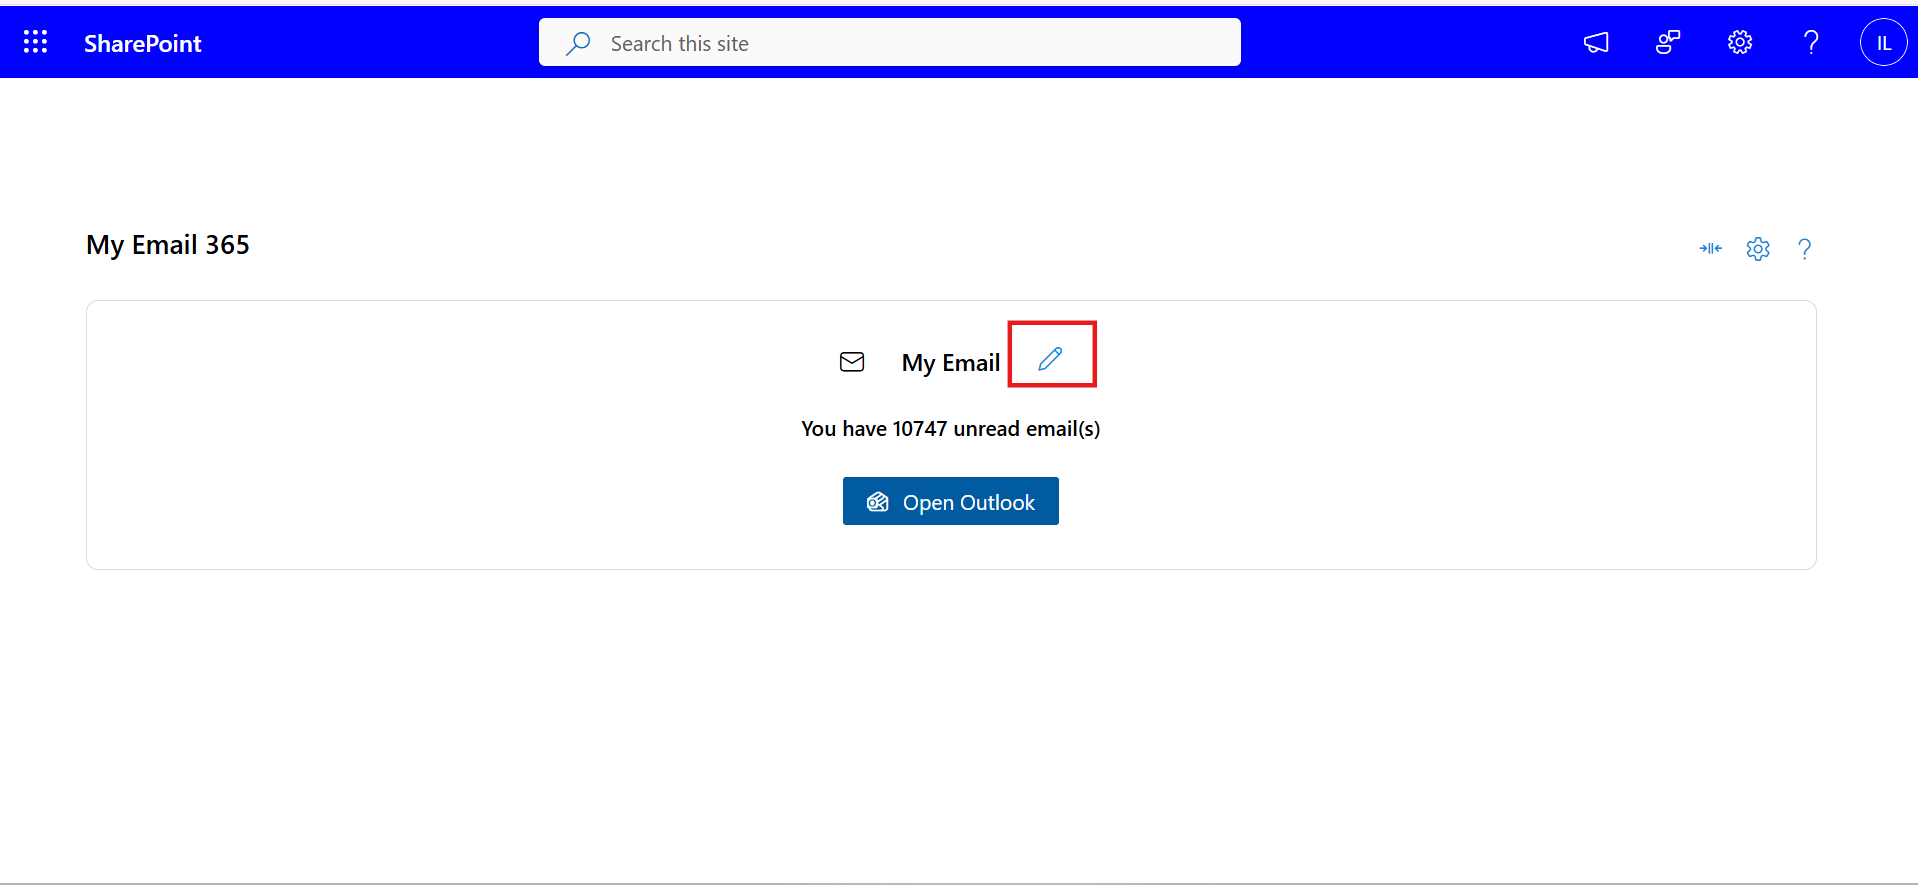 SharePoint
Search this site
IL
My Email 365
My Email
You have 10747 unread email(s)
Open Outlook